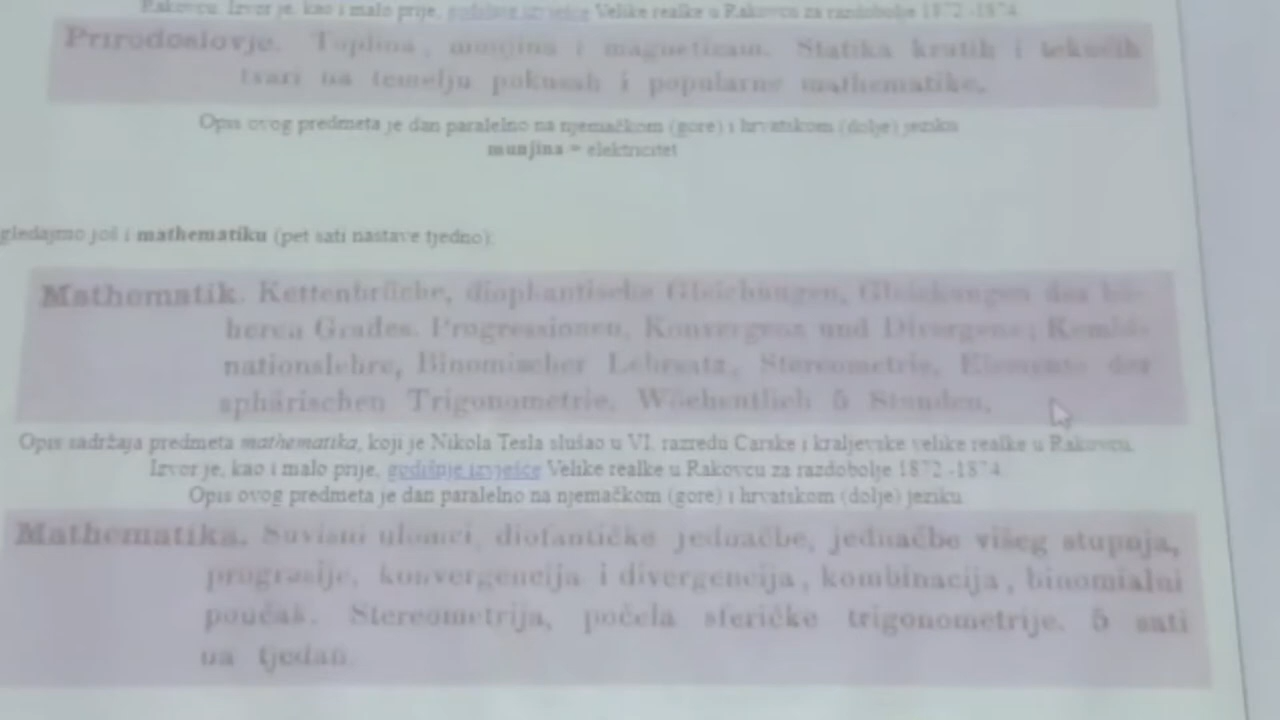 Rakovcu. Izvor je, kao i malo prije, godišnje izvješće Velike realke u Rakovcu za razdobolje 1872.-1874.
Prirodoslovje. Toplina, munjina i magnetizam. Statika krutih i tekućih
tvari na temelju pokusah i popularne mathematike.
Opis ovog predmeta je dan paralelno na njemačkom (gore) i hrvatskom (dolje) jeziku
munjina = elektricitet
gledajmo još i mathematiku (pet sati nastave tjedno):
Mathematik. Kettenbrüche, diophantische Gleichungen, Gleichungen des hö-
heren Grades. Progressionen, Konvergenz und Divergenz; Kombi-
nationslehre, Binomischer Lehrsatz, Stereometrie, Elemente der
sphärischen Trigonometrie. Wöchentlich 5 Stunden.
Opis sadržaja predmeta mathematika, koji je Nikola Tesla slušao u VI. razredu Carske i kraljevske velike realke u Rakovcu.
Izvor je, kao i malo prije, godišnje izvješće Velike realke u Rakovcu za razdobolje 1872.-1874.
Opis ovog predmeta je dan paralelno na njemačkom (gore) i hrvatskom (dolje) jeziku
Mathematika. Suvisni ulomci, diofantičke jednačbe, jednačbe višeg stupnja,
progresije, konvergencija i divergencija, kombinacija, binomialni
poučak. Stereometrija, počela sferičke trigonometrije. 5 sati
na tjedan.